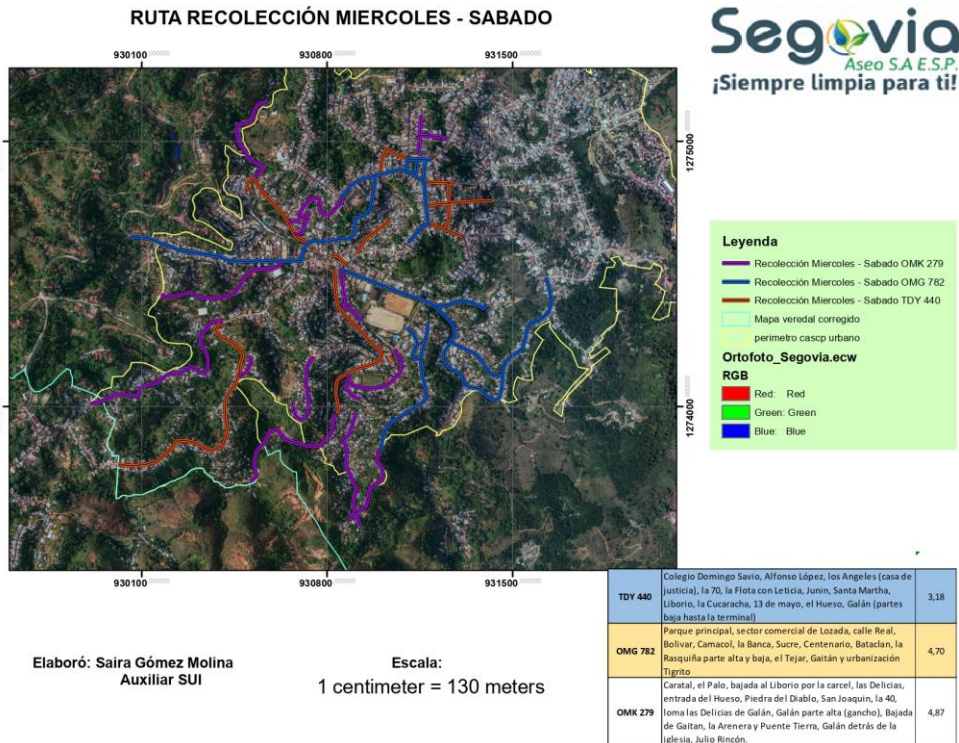 RUTA RECOLECCIÓN MIERCOLES - SABADO
Segovia
Aseo S.A E.S.P.
¡Siempre limpia para ti!
930100,000000 930800,000000 931500,000000
1275000
1274000
1275000
1274000
930100,000000 930800,000000 931500,000000
Leyenda
Recolección Miercoles - Sabado OMK 279
Recolección Miercoles - Sabado OMG 782
Recolección Miercoles - Sabado TDY 440
Mapa veredal corregido
perimetro cascp urbano
Ortofoto_Segovia.ecw
RGB
Red: Red
Green: Green
Blue: Blue
TDY 440
Colegio Domingo Savio, Alfonso López, los Angeles (casa de
justicia), la 70, la Flota con Leticia, Junin, Santa Martha,
Liborio, la Cucaracha, 13 de mayo, el Hueso, Galán (partes
baja hasta la terminal)
3,18
OMG 782
Parque principal, sector comercial de Lozada, calle Real,
Bolivar, Camacol, la Banca, Sucre, Centenario, Bataclan, la
Rasquiña parte alta y baja, el Tejar, Gaitán y urbanización
Tigrito
4,70
OMK 279
Caratal, el Palo, bajada al Liborio por la carcel, las Delicias,
entrada del Hueso, Piedra del Diablo, San Joaquin, la 40,
loma las Delicias de Galán, Galán parte alta (gancho), Bajada
de Gaitan, la Arenera y Puente Tierra, Galán detrás de la
iglesia, Julio Rincón.
4,87
Elaboró: Saira Gómez Molina
Auxiliar SUI
Escala:
1 centimeter = 130 meters